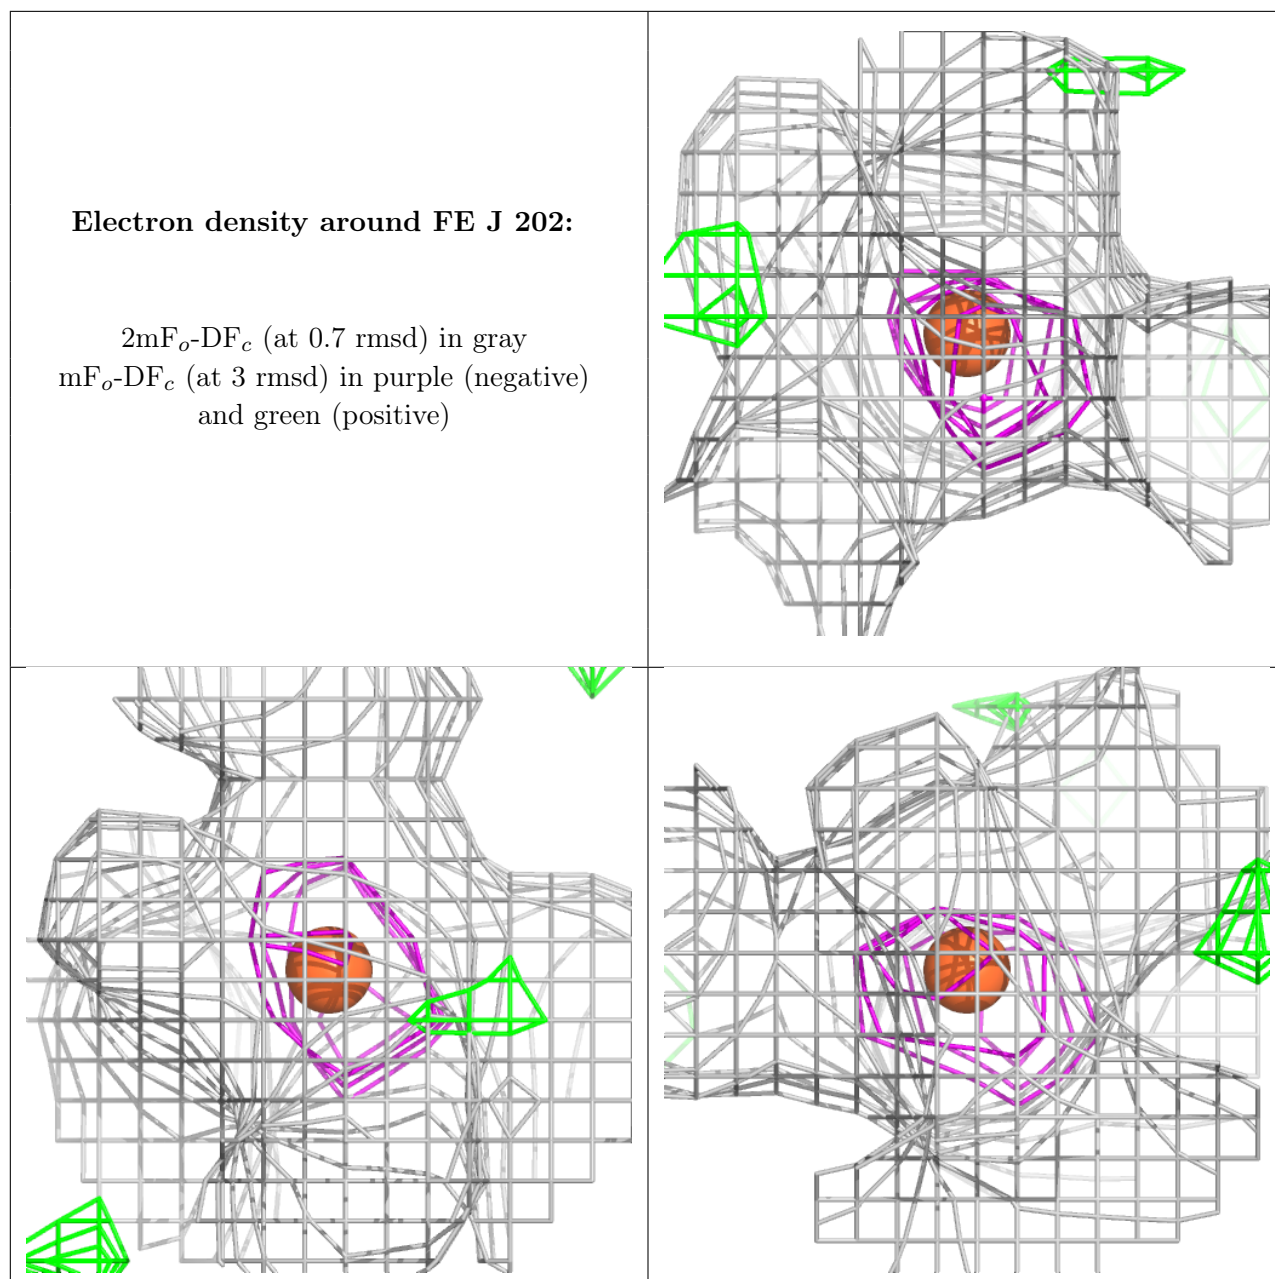 Electron density around FE J 202:
2mFo-DFc (at 0.7 rmsd) in gray
mFo-DFc (at 3 rmsd) in purple (negative)
and green (positive)